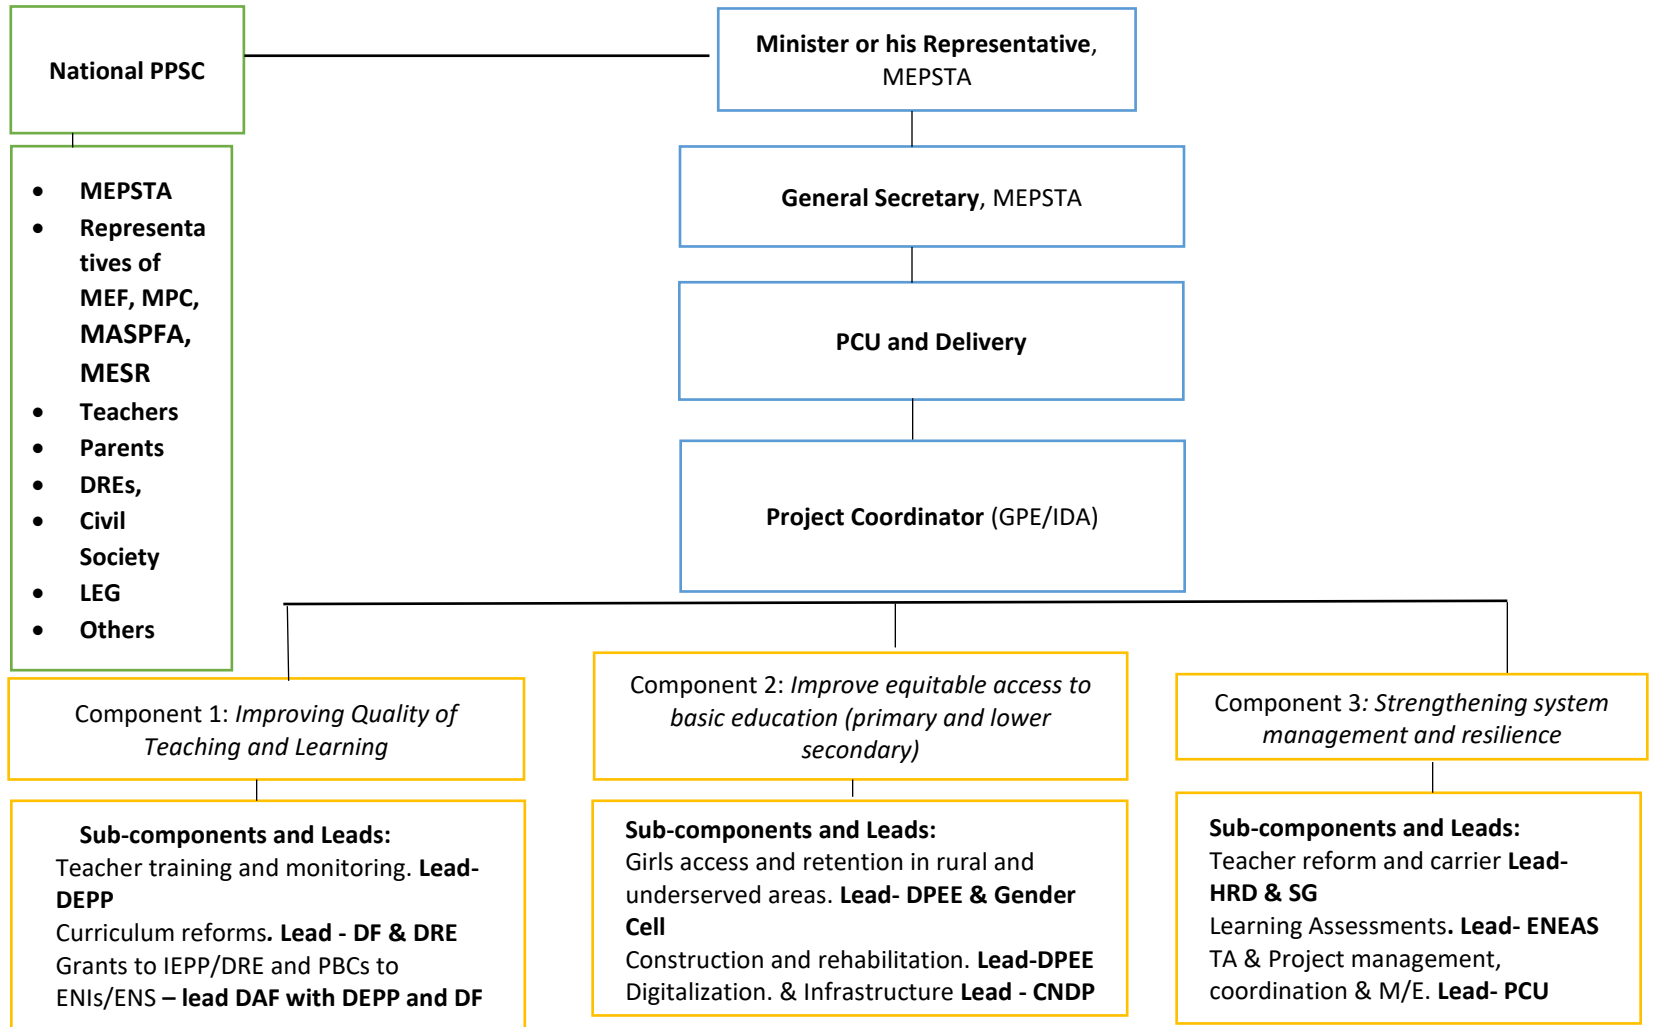 National PPSC
Minister or his Representative,
MEPSTA
• MEPSTA
• Representa
tives of
MEF, MPC,
MASPFA,
MESR
• Teachers
• Parents
• DREs,
• Civil
Society
• LEG
• Others
General Secretary, MEPSTA
PCU and Delivery
Project Coordinator (GPE/IDA)
Component 1: Improving Quality of
Teaching and Learning
Sub-components and Leads:
Teacher training and monitoring. Lead-
DEPP
Curriculum reforms. Lead - DF & DRE
Grants to IEPP/DRE and PBCs to
ENIs/ENS – lead DAF with DEPP and DF
Component 2: Improve equitable access to
basic education (primary and lower
secondary)
Sub-components and Leads:
Girls access and retention in rural and
underserved areas. Lead- DPEE & Gender
Cell
Construction and rehabilitation. Lead-DPEE
Digitalization. & Infrastructure Lead - CNDP
Component 3: Strengthening system
management and resilience
Sub-components and Leads:
Teacher reform and carrier Lead-
HRD & SG
Learning Assessments. Lead- ENEAS
TA & Project management,
coordination & M/E. Lead- PCU